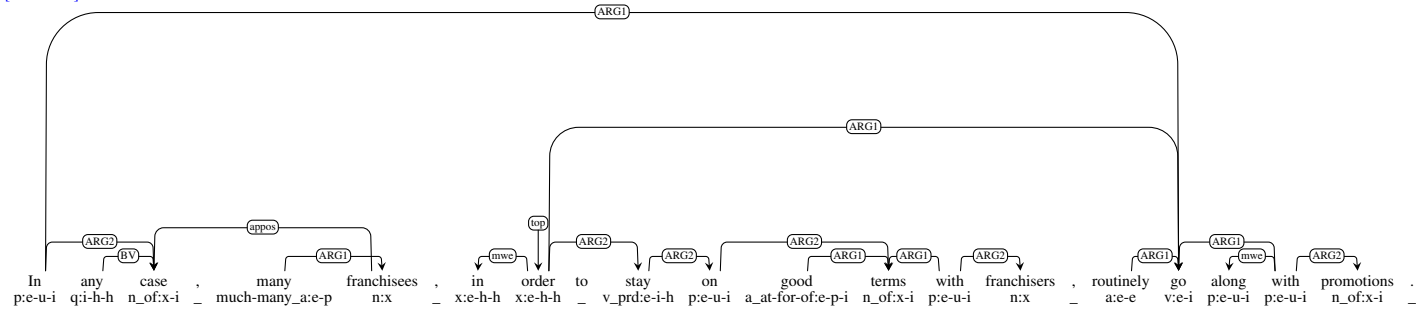 ARG1
ARG1
top
appos
ARG2 ARG2 ARG2 ARG1
BV ARG1 mwe ARG2 ARG1 ARG1 ARG2 ARG1 mwe ARG2
In any case , many franchisees , in order to stay on good terms with franchisers , routinely go along with promotions .
p:e-u-i q:i-h-h n_of:x-i _ much-many_a:e-p n:x _ x:e-h-h x:e-h-h _ v_prd:e-i-h p:e-u-i a_at-for-of:e-p-i n_of:x-i p:e-u-i n:x _ a:e-e v:e-i p:e-u-i p:e-u-i n_of:x-i _